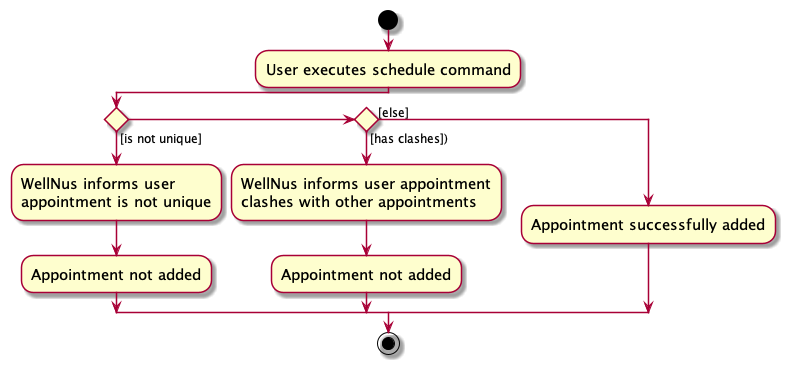 User executes schedule command
[else]
[is not unique]
[has clashes])
WellNus informs user
appointment is not unique
WellNus informs user appointment
clashes with other appointments
Appointment successfully added
Appointment not added
Appointment not added